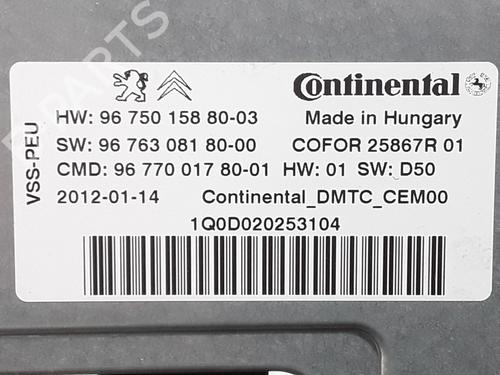 Continental
HW: 96 750 158 80-03 Made in Hungary
SW: 96 763 081 80-00 COFOR 25867R 01
CMD: 96 770 017 80-01 HW: 01 SW: D50
2012-01-14 Continental_DMTC_CEM00
1Q0D020253104
VSS-PEU